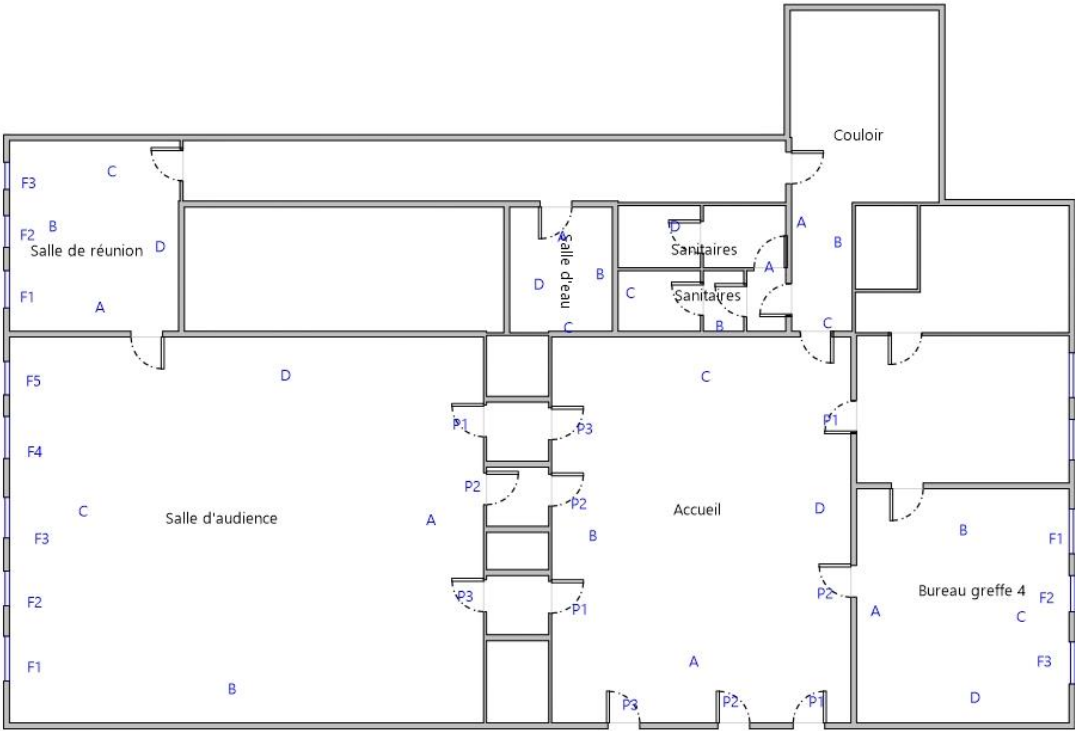 Couloir
F3
C
B
F2
Salle de réunion
D
F1
A
A
Salle d'eau
D
B
C
D
Sanitaires
A
C
Sanitaires
B
A
B
C
F5
D
P1
P3
C
P1
F4
P2
P2
C
A
Salle d'audience
B
Accueil
D
F3
F2
F1
P3
P1
B
P2
A
P3
P2
P1
B
F1
Bureau greffe 4
F2
A
C
F3
D